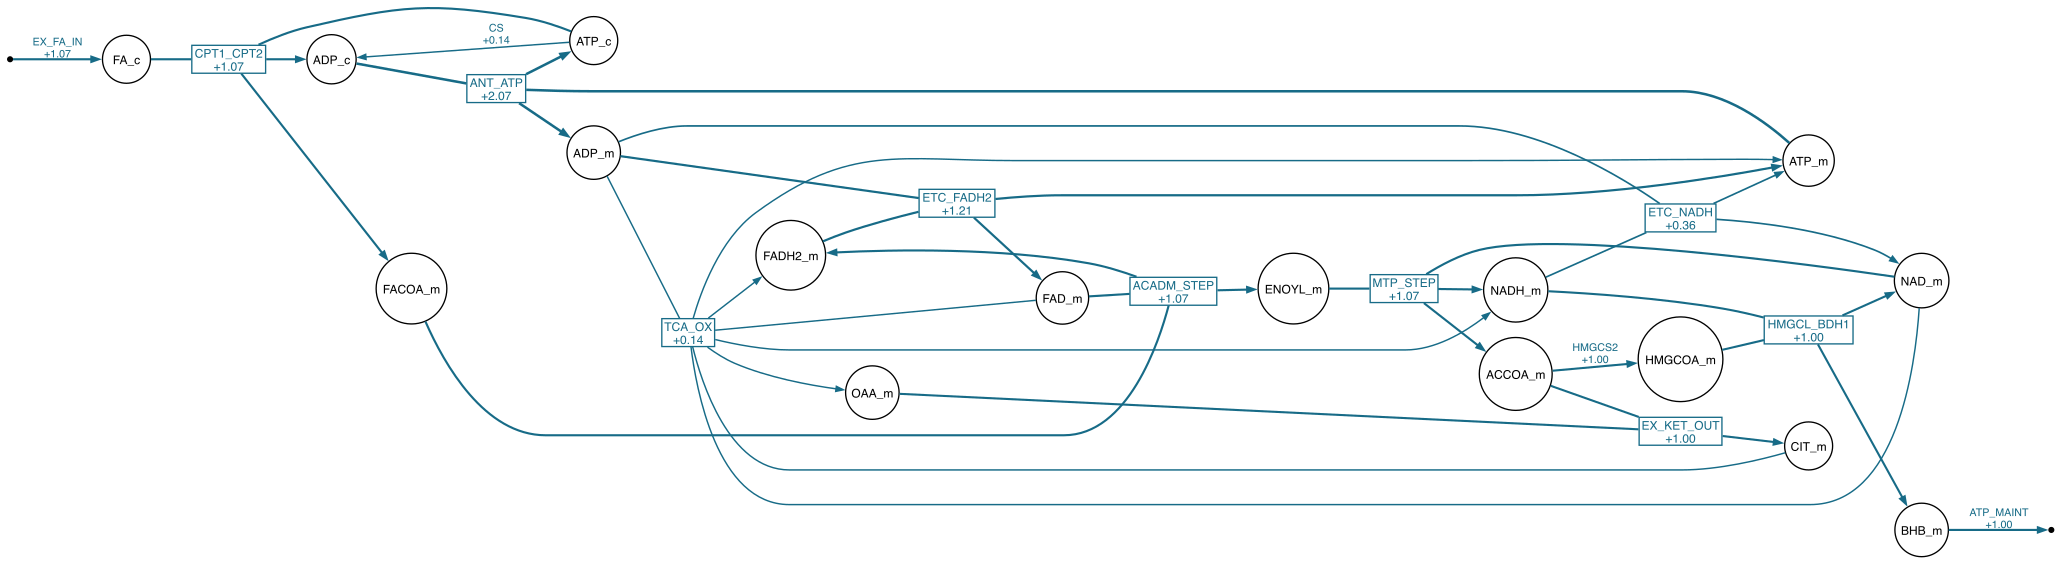 EX_FA_IN
+1.07
FA_c
CPT1_CPT2
+1.07
ADP_c
CS
+0.14
ATP_c
ANT_ATP
+2.07
ADP_m
ATP_m
ETC_FADH2
+1.21
ETC_NADH
+0.36
FADH2_m
FACOA_m
FAD_m
ACADM_STEP
+1.07
ENOYL_m
MTP_STEP
+1.07
NADH_m
NAD_m
TCA_OX
+0.14
HMGCL_BDH1
+1.00
HMGCS2
+1.00
HMGCOA_m
ACCOA_m
OAA_m
EX_KET_OUT
+1.00
CIT_m
BHB_m
ATP_MAINT
+1.00